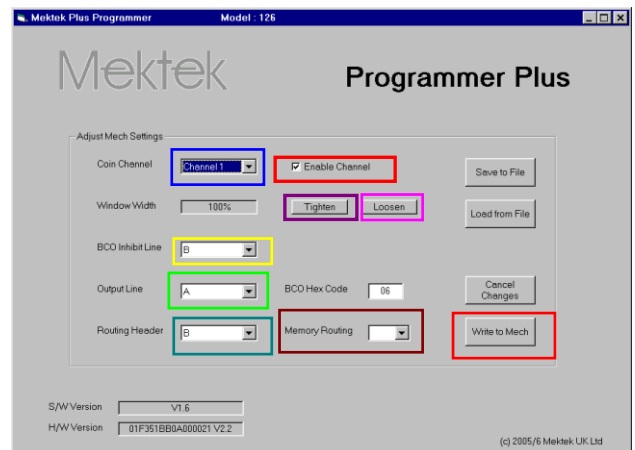 Mektek Plus Programmer Model : 126
Mektek
Programmer Plus
Adjust Mech Settings
Coin Channel Channel 1 Enable Channel Save to File
Window Width 100% Tighten Loosen Load from File
BCO Inhibit Line B
Output Line A BCO Hex Code 06 Cancel Changes
Routing Header B Memory Routing Write to Mech
S/W Version V1.6
H/W Version 01F351BB0A000021 V2.2
(c) 2005/6 Mektek UK Ltd